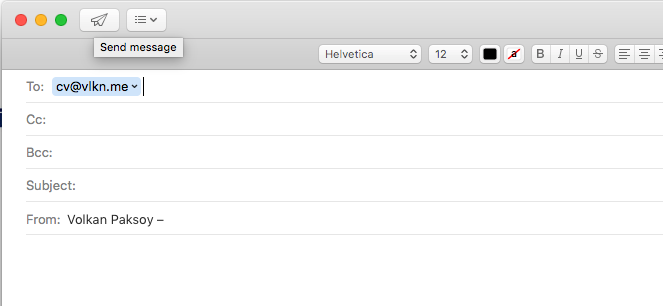 Send message
Helvetica 12 a B I U S
To: cv@vlkn.me
Cc:
Bcc:
Subject:
From: Volkan Paksoy –